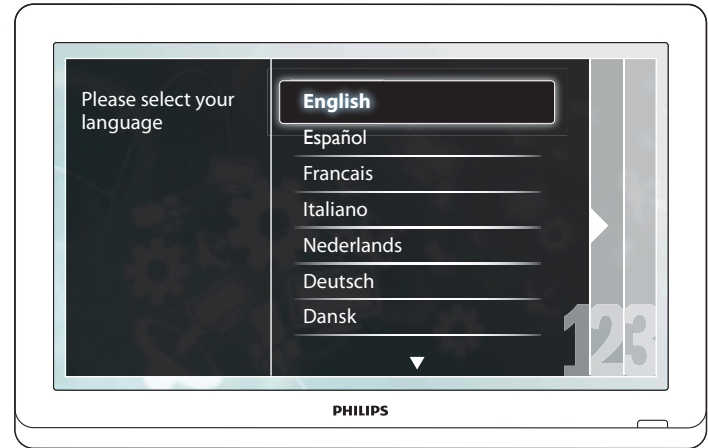 Please select your
language
English
Español
Francais
Italiano
Nederlands
Deutsch
Dansk
123
PHILIPS